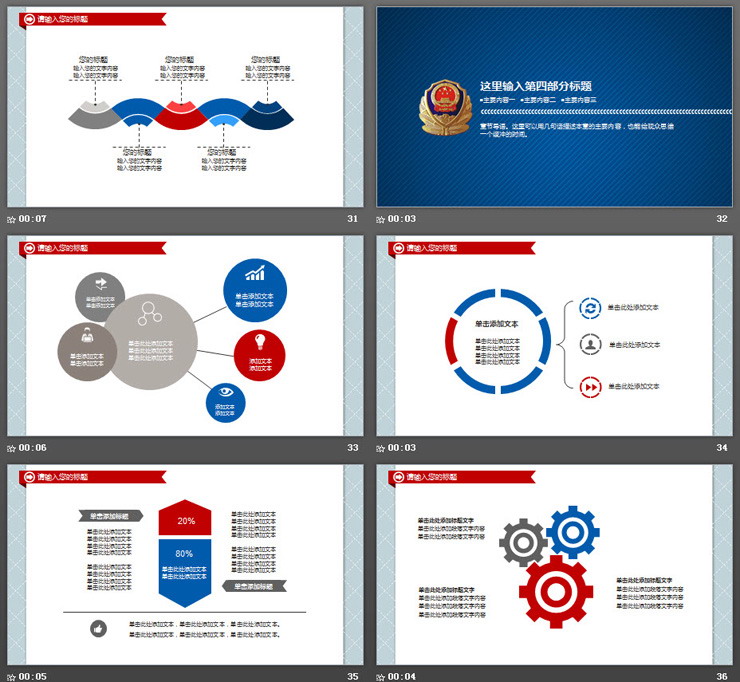 请输入您的标题
您的标题
输入您的文字内容
输入您的文字内容
您的标题
输入您的文字内容
输入您的文字内容
您的标题
输入您的文字内容
输入您的文字内容
您的标题
输入您的文字内容
输入您的文字内容
您的标题
输入您的文字内容
输入您的文字内容
00:07
31
这里输入第四部分标题
主要内容一 主要内容二 主要内容三
章节导语。这里可以用几句话描述本章的主要内容，也能给观众思维
一个缓冲的时间。
00:03
32
请输入您的标题
单击添加文本
单击添加文本
单击添加文本
单击添加文本
单击此处添加文本
单击此处添加文本
单击此处添加文本
单击添加文本
单击添加文本
添加文本
添加文本
添加文本
添加文本
00:06
33
请输入您的标题
单击添加文本
单击此处添加文本
单击此处添加文本
单击此处添加文本
单击此处添加文本
单击此处添加文本
单击此处添加文本
单击此处添加文本
00:03
34
请输入您的标题
单击添加标题
单击此处添加文本
单击此处添加文本
单击此处添加文本
单击此处添加文本
单击此处添加文本
单击此处添加文本
单击此处添加文本
单击此处添加文本
20%
80%
单击此处添加文本
单击此处添加文本
单击此处添加文本
单击此处添加文本
单击此处添加文本
单击此处添加文本
单击此处添加文本
单击此处添加文本
单击此处添加文本
单击此处添加文本
单击添加标题
单击此处添加文本，单击此处添加文本，单击此处添加文本。
单击此处添加文本，单击此处添加文本，单击此处添加文本。
00:05
35
请输入您的标题
单击此处添加标题文字
单击此处添加段落文字内容
单击此处添加段落文字内容
单击此处添加标题文字
单击此处添加段落文字内容
单击此处添加段落文字内容
单击此处添加段落文字内容
单击此处添加标题文字
单击此处添加段落文字内容
单击此处添加段落文字内容
单击此处添加段落文字内容
00:04
36